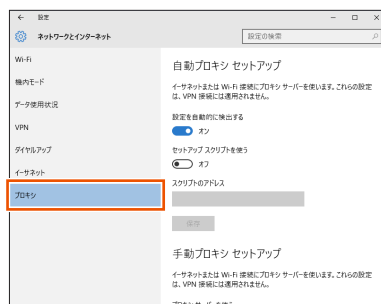 設定
ネットワークとインターネット
設定の検索
Wi-Fi
機内モード
データ使用状況
VPN
ダイヤルアップ
イーサネット
プロキシ
自動プロキシ セットアップ
イーサネットまたは Wi-Fi 接続にプロキシ サーバーを使います。これらの設定
は、VPN 接続には適用されません。
設定を自動的に検出する
オン
セットアップ スクリプトを使う
オフ
スクリプトのアドレス
保存
手動プロキシ セットアップ
イーサネットまたは Wi-Fi 接続にプロキシ サーバーを使います。これらの設定
は、VPN 接続には適用されません。
プロキシ サーバーを使う